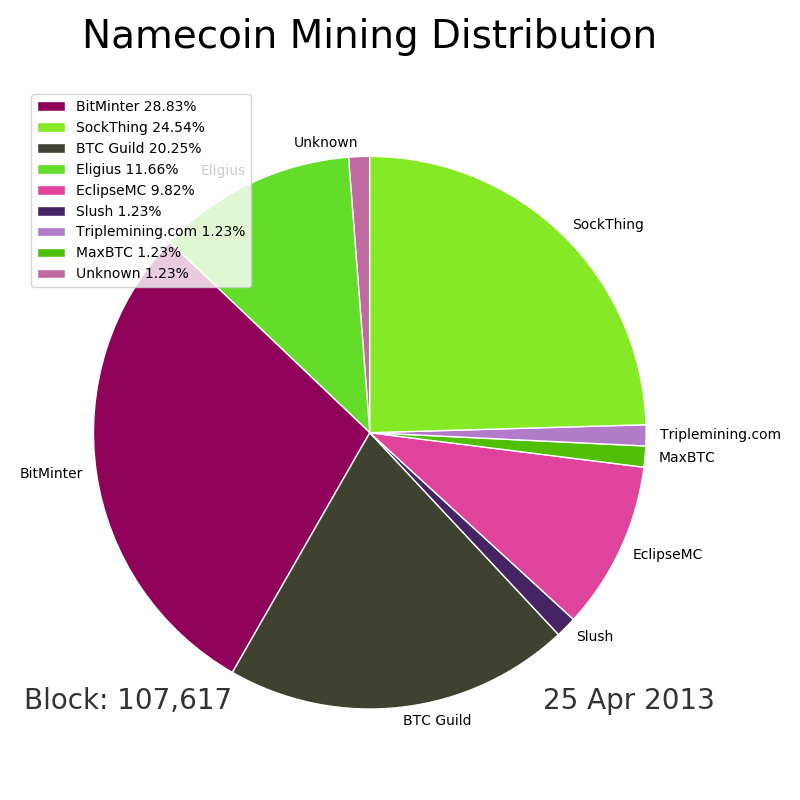 Namecoin Mining Distribution
BitMinter 28.83%
SockThing 24.54%
BTC Guild 20.25%
Eligius 11.66%
EclipseMC 9.82%
Slush 1.23%
Triplemining.com 1.23%
MaxBTC 1.23%
Unknown 1.23%
Unknown
Eligius
SockThing
Triplemining.com
MaxBTC
BitMinter
EclipseMC
Slush
BTC Guild
Block: 107,617
25 Apr 2013